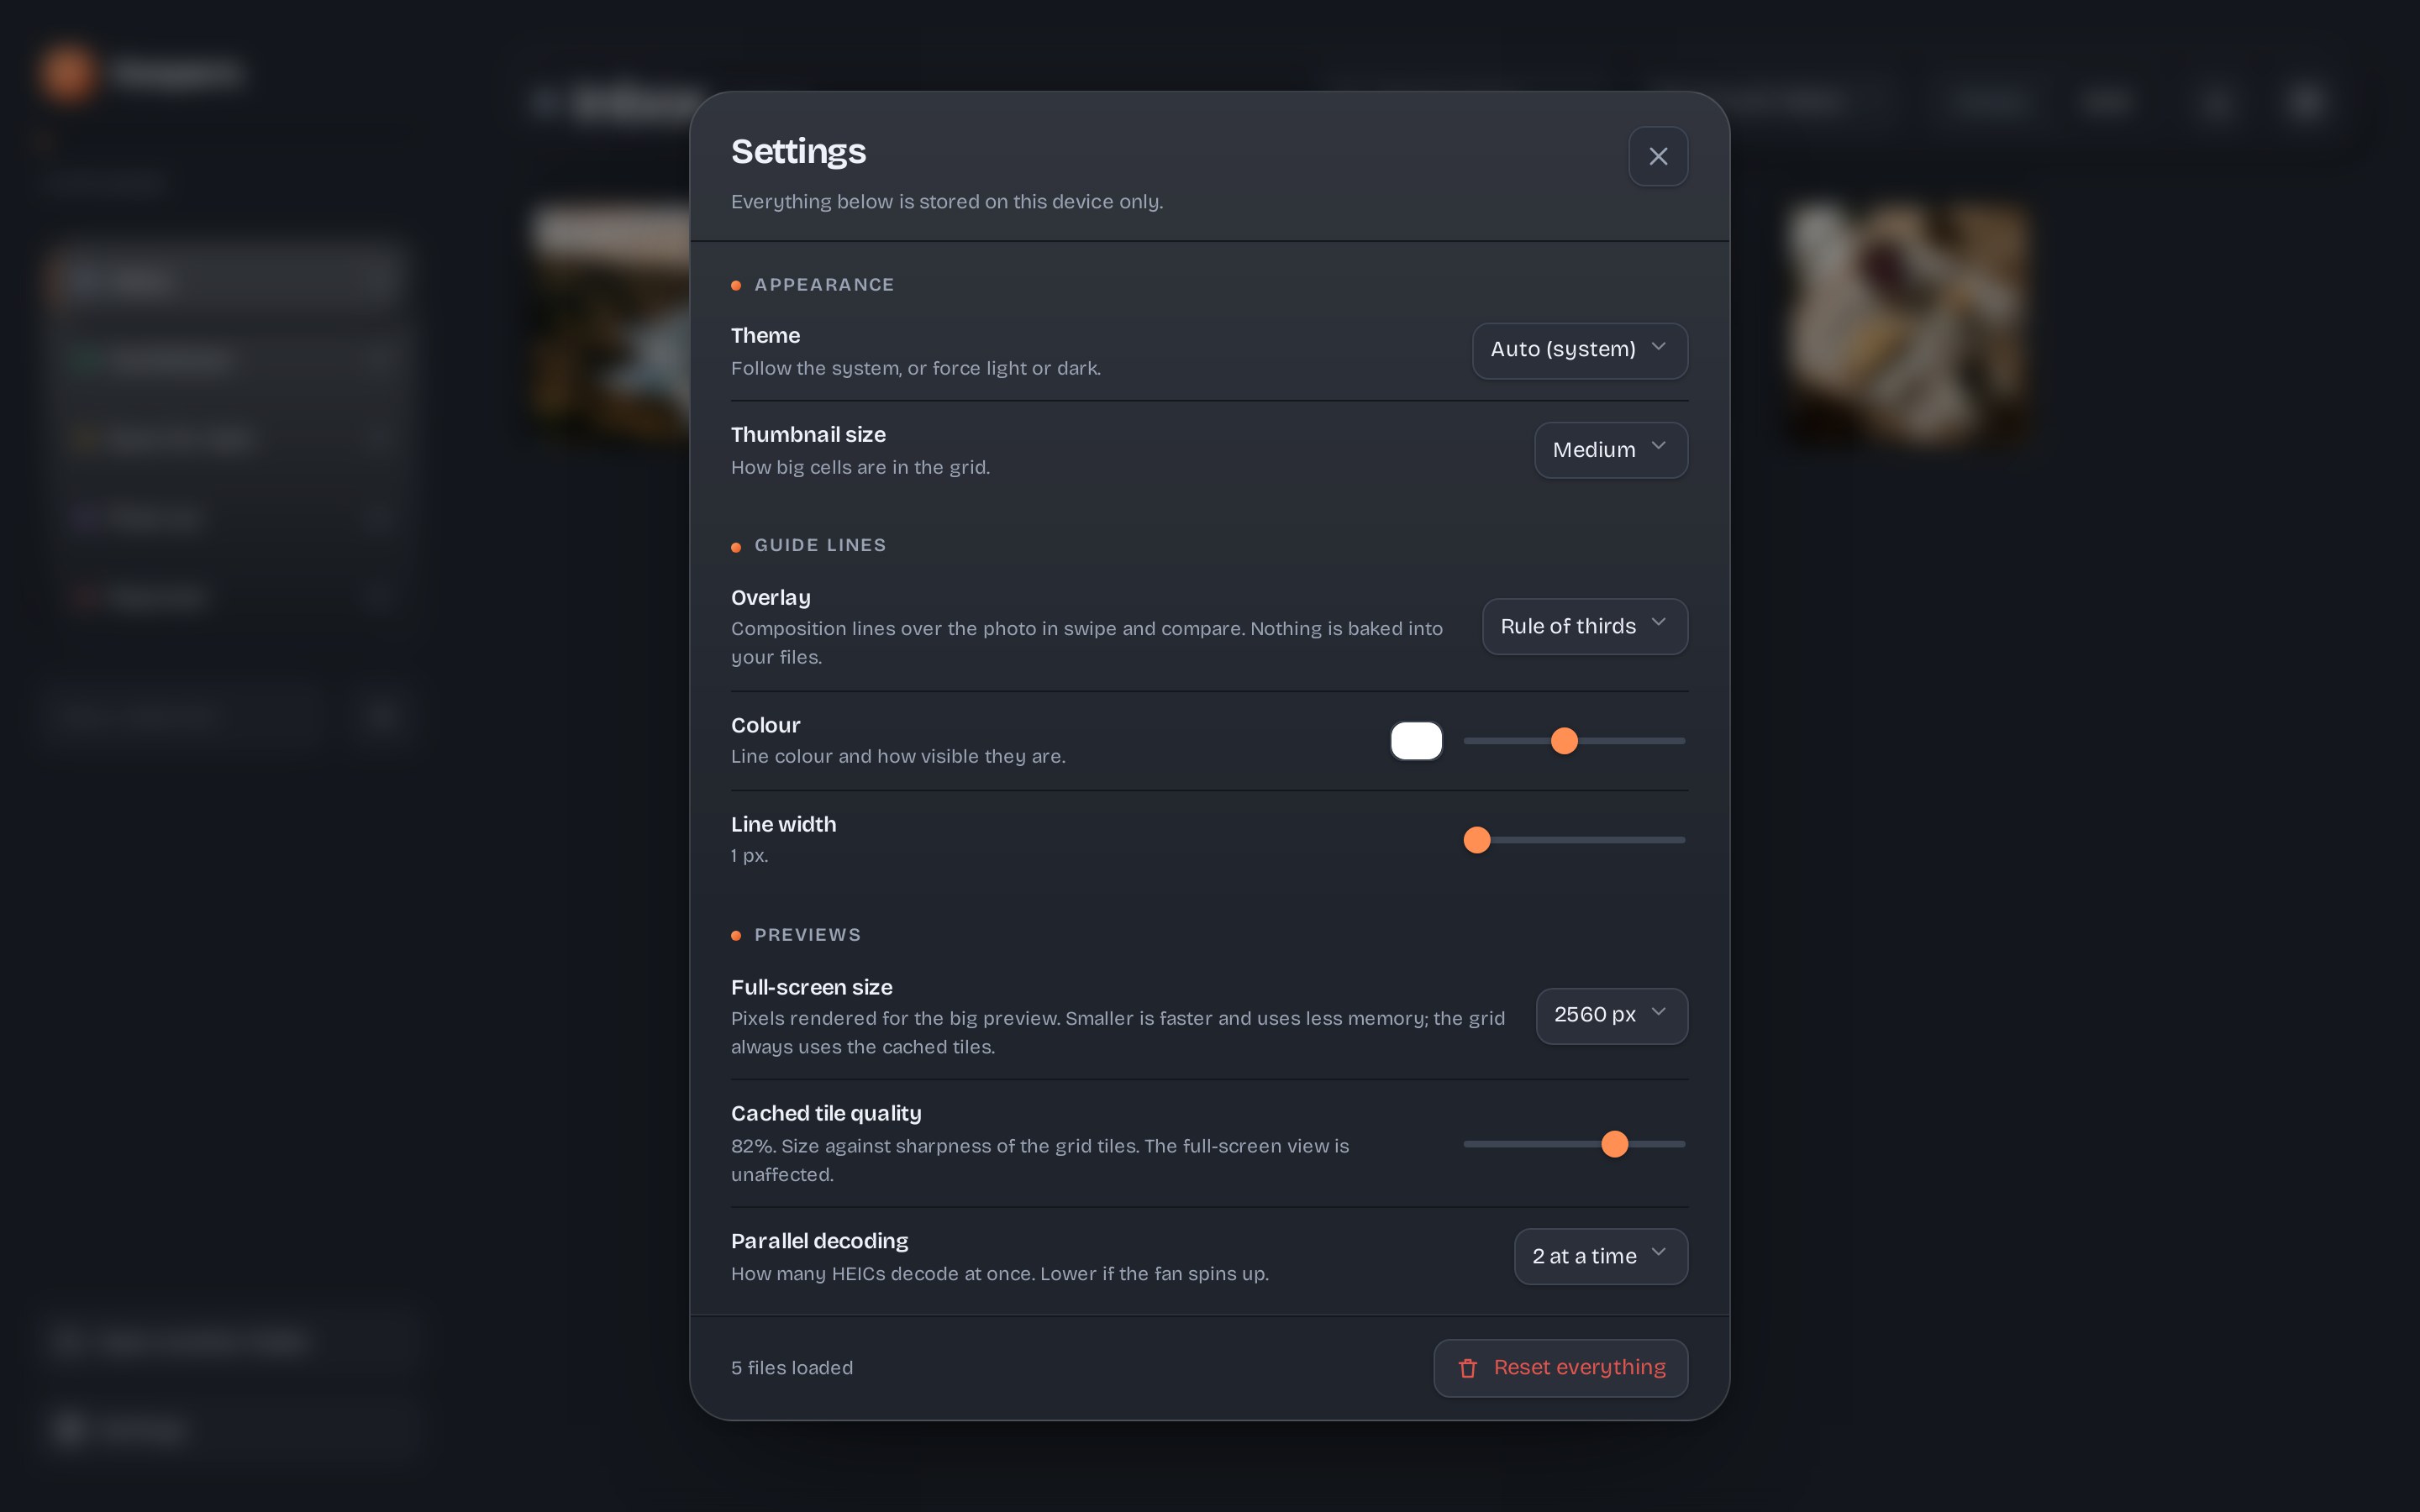 Settings
Everything below is stored on this device only.
APPEARANCE
Theme
Follow the system, or force light or dark.
Auto (system)
Thumbnail size
How big cells are in the grid.
Medium
GUIDE LINES
Overlay
Composition lines over the photo in swipe and compare. Nothing is baked into
your files.
Rule of thirds
Colour
Line colour and how visible they are.
Line width
1 px.
PREVIEWS
Full-screen size
Pixels rendered for the big preview. Smaller is faster and uses less memory; the grid
always uses the cached tiles.
2560 px
Cached tile quality
82%. Size against sharpness of the grid tiles. The full-screen view is
unaffected.
Parallel decoding
How many HEICs decode at once. Lower if the fan spins up.
2 at a time
5 files loaded
Reset everything